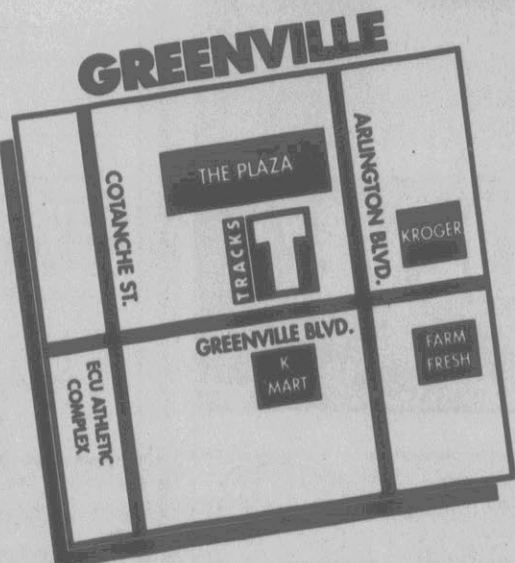 GREENVILLE
THE PLAZA
COTANCHE ST.
ARLINGTON BLVD.
KROGER
TRACKS
T
GREENVILLE BLVD.
K
MART
FARM
FRESH
ECU ATHLETIC
COMPLEX